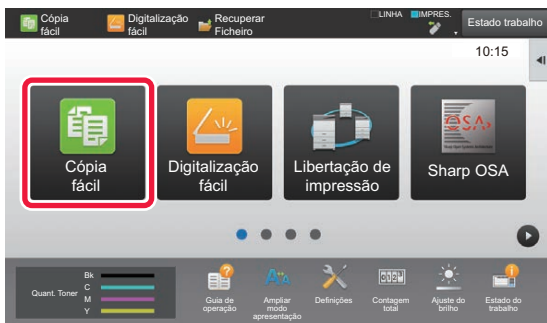 Cópia
fácil
Digitalização
fácil
Recuperar
Ficheiro
LINHA
IMPRES.
Estado trabalho
10:15
Cópia
fácil
Digitalização
fácil
Libertação de
impressão
Sharp OSA
OSA
Quant. Toner
Bk
C
M
Y
Guia de
operação
Ampliar
modo
apresentação
Definições
Contagem
total
Ajuste do
brilho
Estado do
trabalho